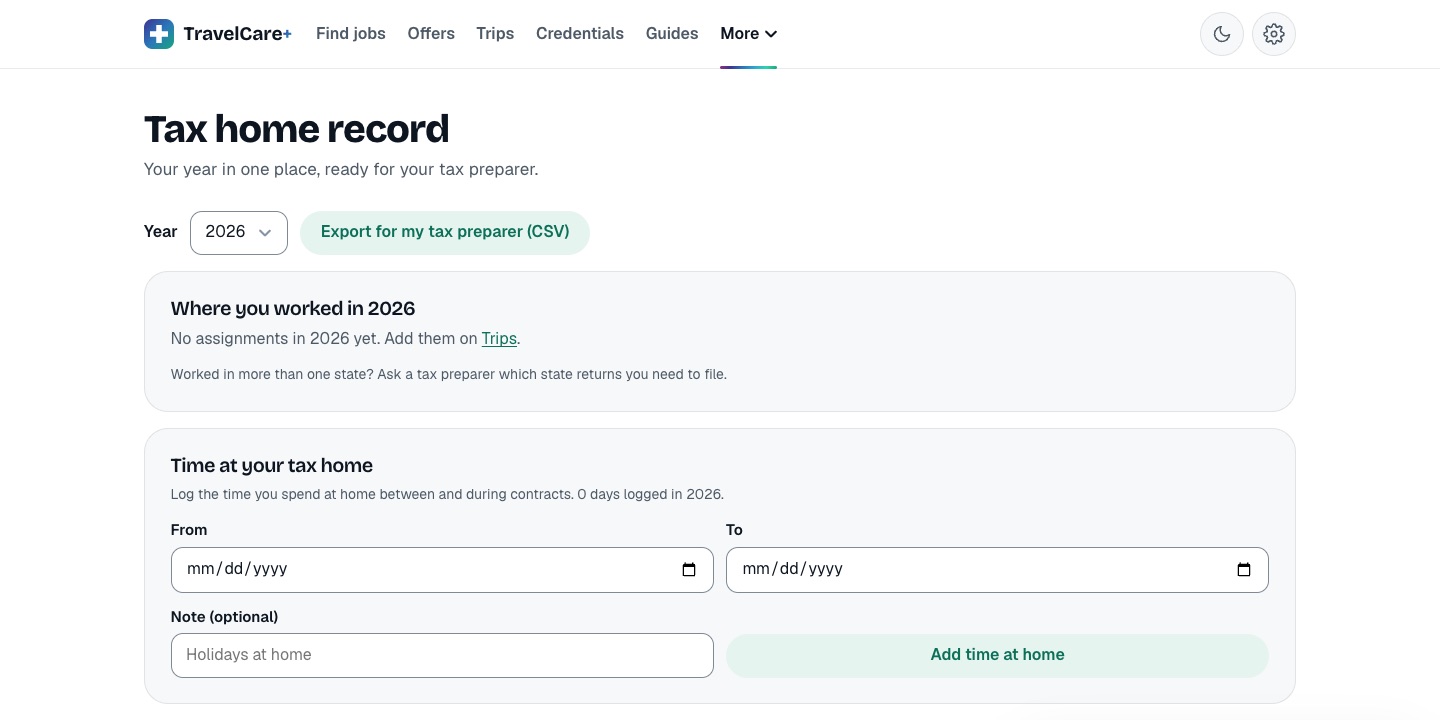 TravelCare+ Find jobs Offers Trips Credentials Guides More
Tax home record
Your year in one place, ready for your tax preparer.
Year 2026 Export for my tax preparer (CSV)
Where you worked in 2026
No assignments in 2026 yet. Add them on Trips.
Worked in more than one state? Ask a tax preparer which state returns you need to file.
Time at your tax home
Log the time you spend at home between and during contracts. 0 days logged in 2026.
From To
mm/dd/yyyy mm/dd/yyyy
Note (optional)
Holidays at home Add time at home